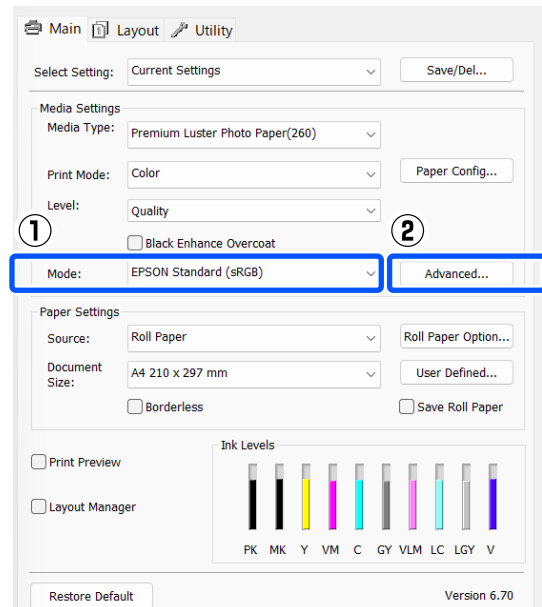 Main Layout Utility
Select Setting: Current Settings Save/Del...
Media Settings
Media Type: Premium Luster Photo Paper(260)
Print Mode: Color Paper Config...
Level: Quality
① ②
Black Enhance Overcoat
Mode: EPSON Standard (sRGB) Advanced...
Paper Settings
Source: Roll Paper Roll Paper Option...
Document
Size: A4 210 x 297 mm User Defined...
Borderless Save Roll Paper
Ink Levels
Print Preview
Layout Manager
PK MK Y VM C GY VLM LC LGY V
Restore Default Version 6.70